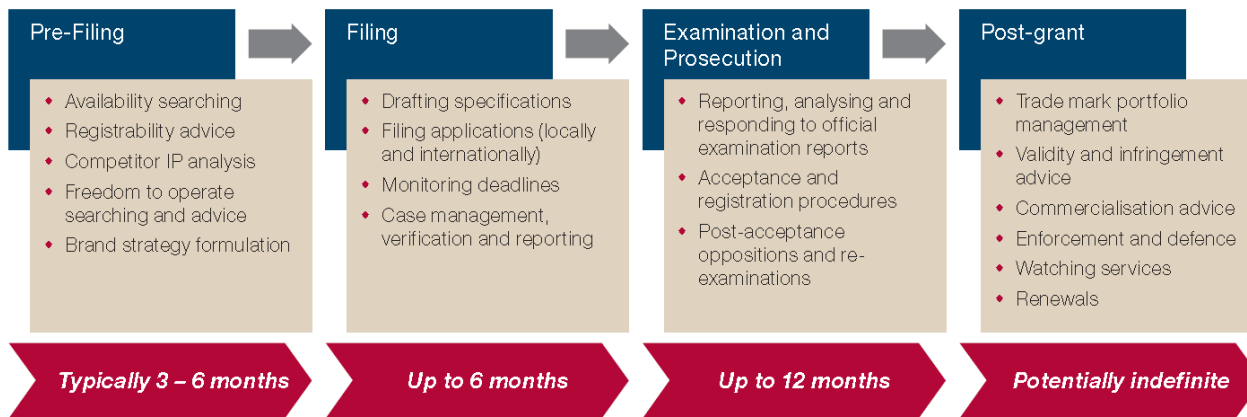 Pre-Filing
• Availability searching
• Registrability advice
• Competitor IP analysis
• Freedom to operate
searching and advice
• Brand strategy formulation
Typically 3 – 6 months
Filing
• Drafting specifications
• Filing applications (locally
and internationally)
• Monitoring deadlines
• Case management,
verification and reporting
Up to 6 months
Examination and
Prosecution
• Reporting, analysing and
responding to official
examination reports
• Acceptance and
registration procedures
• Post-acceptance
oppositions and re-
examinations
Up to 12 months
Post-grant
• Trade mark portfolio
management
• Validity and infringement
advice
• Commercialisation advice
• Enforcement and defence
• Watching services
• Renewals
Potentially indefinite